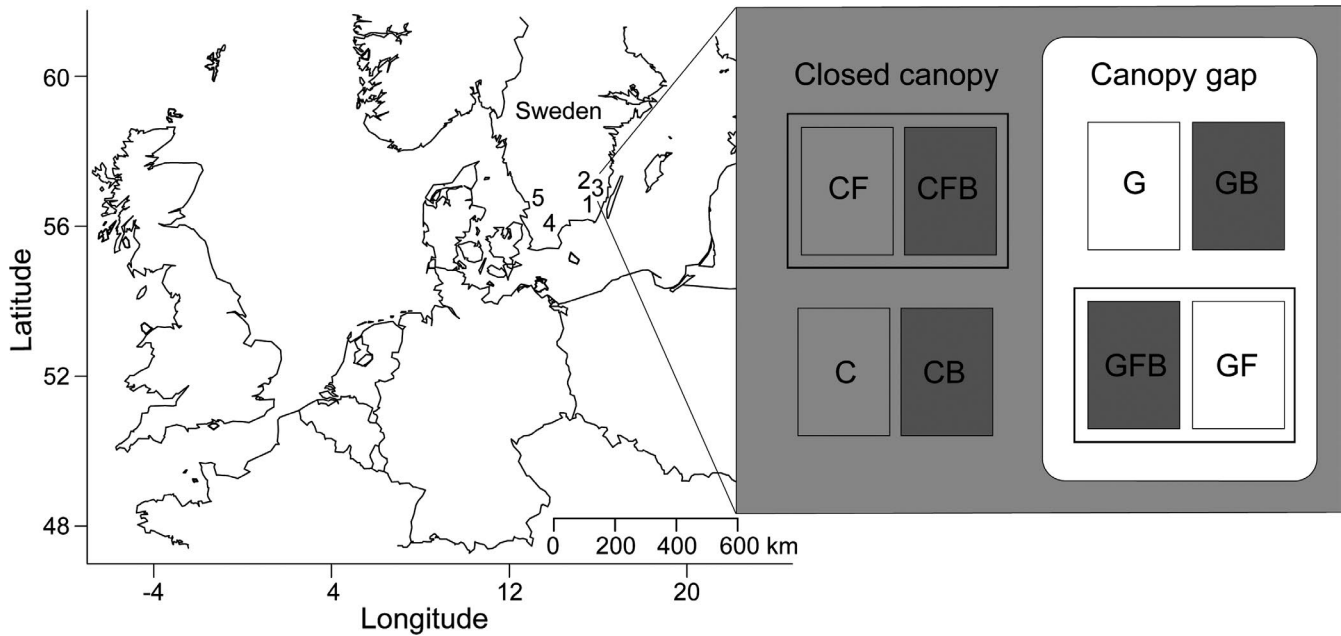 60
56
52
48
Latitude
-4
4
12
20
Longitude
Sweden
2
3
5
1
4
0 200 400 600 km
Closed canopy
CF CFB
C CB
Canopy gap
G GB
GFB GF